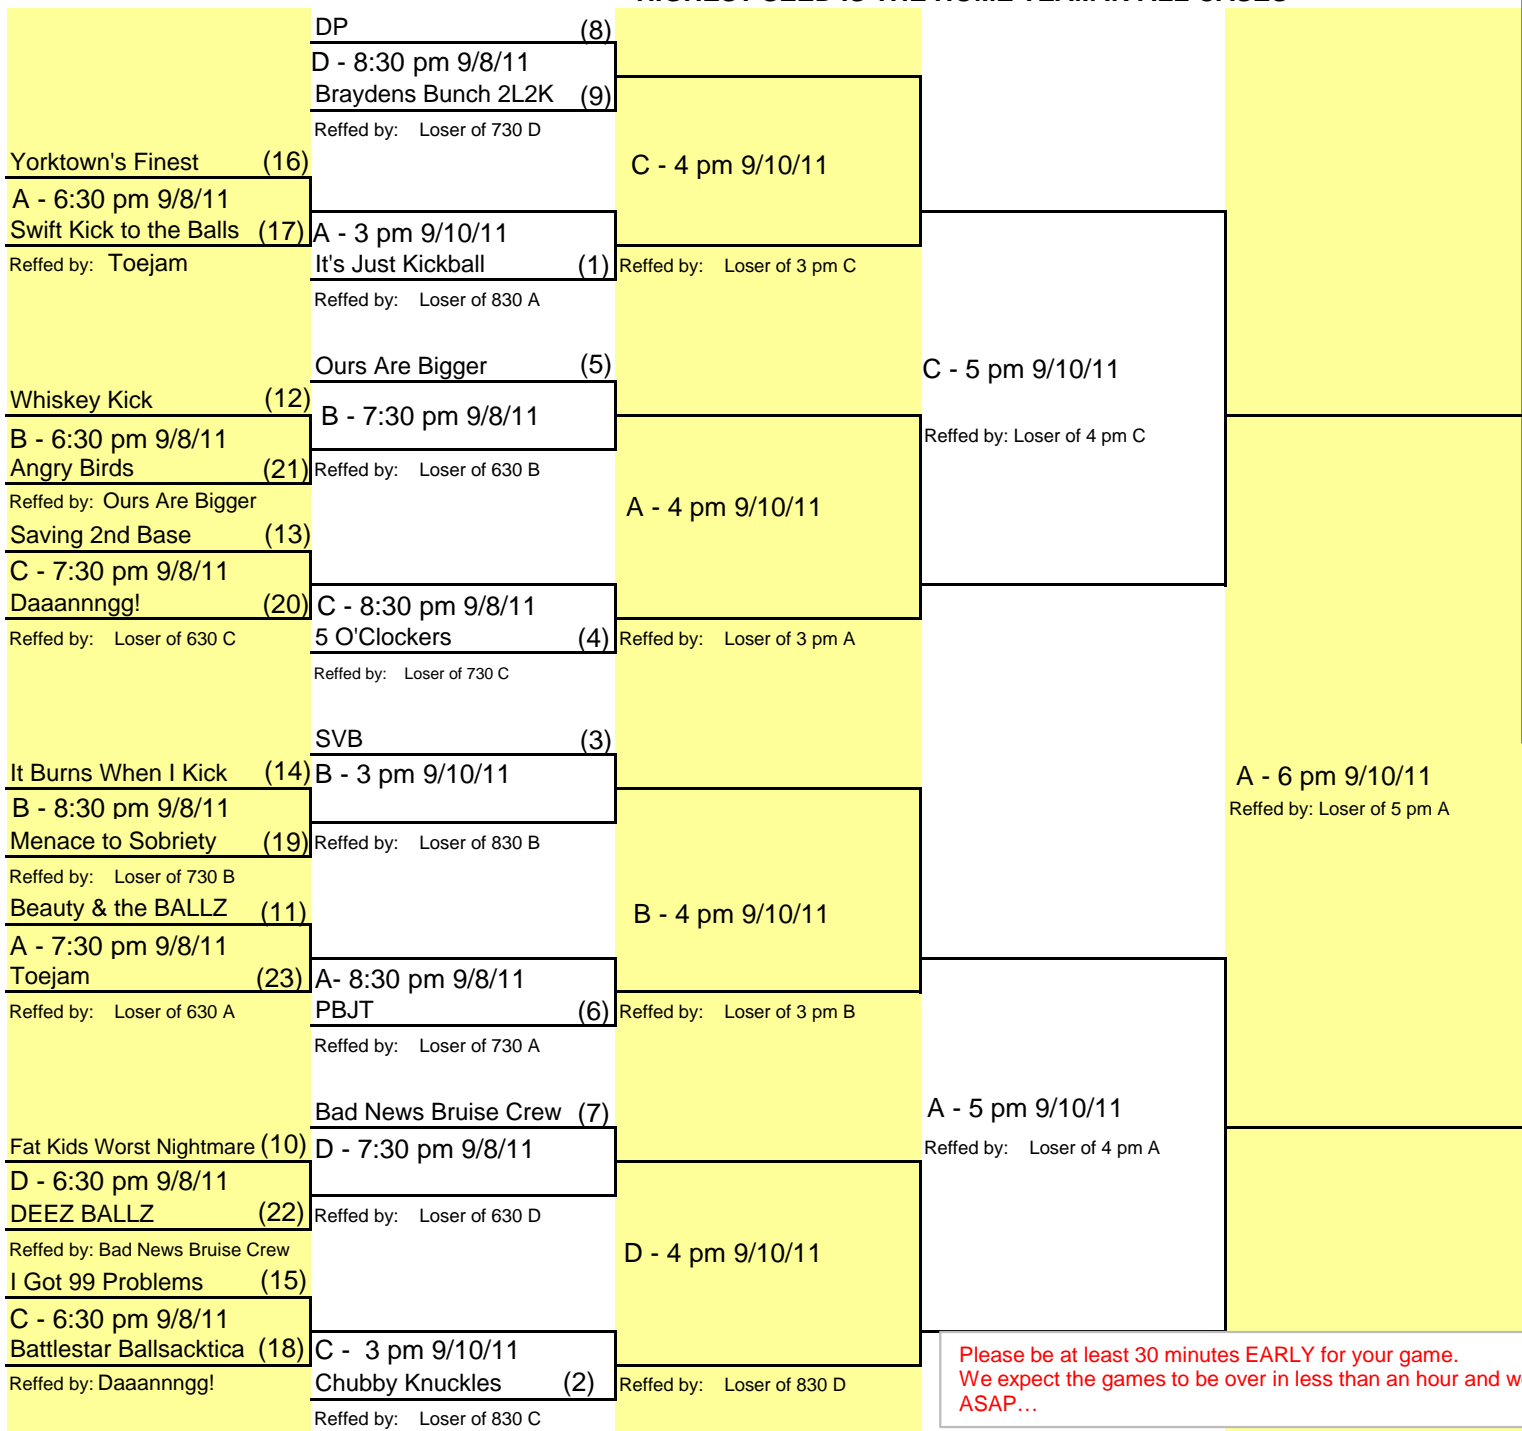 HIGHEST SEED IS THE HOME TEAM IN ALL CASES
DP (8)
D - 8:30 pm 9/8/11
Braydens Bunch 2L2K (9)
Reffed by: Loser of 730 D
Yorktown's Finest (16)
A - 6:30 pm 9/8/11
Swift Kick to the Balls (17)
Reffed by: Toejam
A - 3 pm 9/10/11
It's Just Kickball (1)
Reffed by: Loser of 830 A
C - 4 pm 9/10/11
Reffed by: Loser of 3 pm C
Ours Are Bigger (5)
B - 7:30 pm 9/8/11
Reffed by: Loser of 630 B
Whiskey Kick (12)
B - 6:30 pm 9/8/11
Angry Birds (21)
Reffed by: Ours Are Bigger
Saving 2nd Base (13)
C - 7:30 pm 9/8/11
Daaannngg! (20)
Reffed by: Loser of 630 C
C - 8:30 pm 9/8/11
5 O'Clockers (4)
Reffed by: Loser of 730 C
A - 4 pm 9/10/11
Reffed by: Loser of 3 pm A
C - 5 pm 9/10/11
Reffed by: Loser of 4 pm C
SVB (3)
B - 3 pm 9/10/11
Reffed by: Loser of 830 B
It Burns When I Kick (14)
B - 8:30 pm 9/8/11
Menace to Sobriety (19)
Reffed by: Loser of 730 B
Beauty & the BALLZ (11)
A - 7:30 pm 9/8/11
Toejam (23)
Reffed by: Loser of 630 A
A- 8:30 pm 9/8/11
PBJT (6)
Reffed by: Loser of 730 A
B - 4 pm 9/10/11
Reffed by: Loser of 3 pm B
A - 6 pm 9/10/11
Reffed by: Loser of 5 pm A
Bad News Bruise Crew (7)
D - 7:30 pm 9/8/11
Reffed by: Loser of 630 D
Fat Kids Worst Nightmare (10)
D - 6:30 pm 9/8/11
DEEZ BALLZ (22)
Reffed by: Bad News Bruise Crew
I Got 99 Problems (15)
C - 6:30 pm 9/8/11
Battlestar Ballsacktica (18)
Reffed by: Daaannngg!
C - 3 pm 9/10/11
Chubby Knuckles (2)
Reffed by: Loser of 830 C
D - 4 pm 9/10/11
Reffed by: Loser of 830 D
A - 5 pm 9/10/11
Reffed by: Loser of 4 pm A
Please be at least 30 minutes EARLY for your game.
We expect the games to be over in less than an hour and
ASAP…